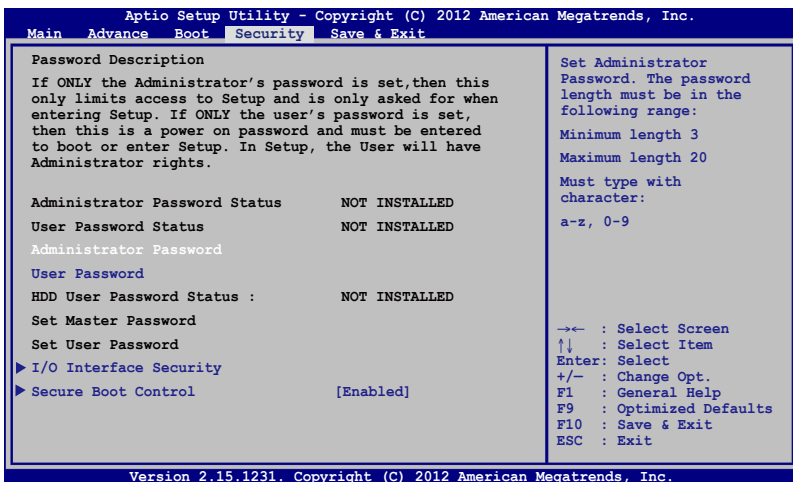 Aptio Setup Utility - Copyright (C) 2012 American Megatrends, Inc.
Main Advance Boot Security Save & Exit
Password Description
If ONLY the Administrator's password is set,then this
only limits access to Setup and is only asked for when
entering Setup. If ONLY the user's password is set,
then this is a power on password and must be entered
to boot or enter Setup. In Setup, the User will have
Administrator rights.
Administrator Password Status NOT INSTALLED
User Password Status NOT INSTALLED
Administrator Password
User Password
HDD User Password Status : NOT INSTALLED
Set Master Password
Set User Password
I/O Interface Security
Secure Boot Control [Enabled]
Set Administrator
Password. The password
length must be in the
following range:
Minimum length 3
Maximum length 20
Must type with
character:
a-z, 0-9
→← : Select Screen
↑↓ : Select Item
Enter: Select
+/— : Change Opt.
F1 : General Help
F9 : Optimized Defaults
F10 : Save & Exit
ESC : Exit
Version 2.15.1231. Copyright (C) 2012 American Megatrends, Inc.